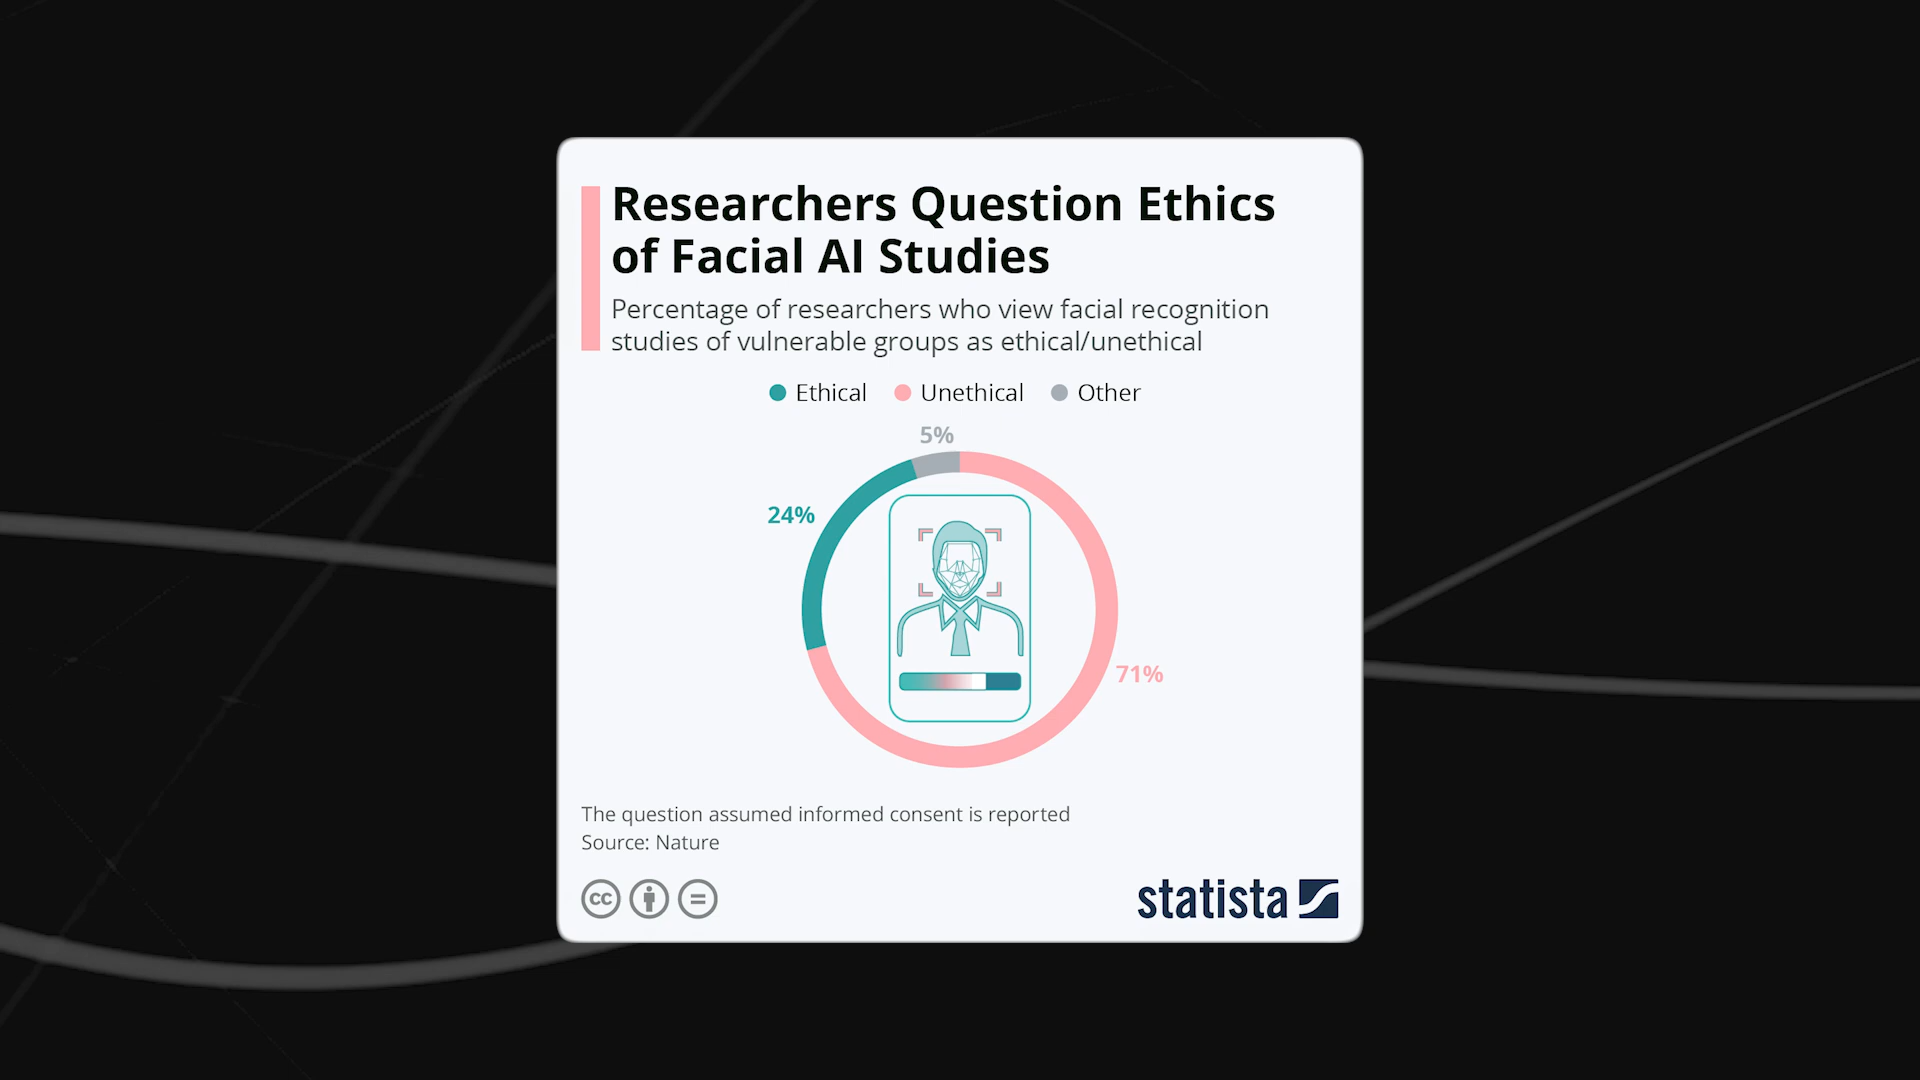 Researchers Question Ethics
of Facial AI Studies
Percentage of researchers who view facial recognition
studies of vulnerable groups as ethical/unethical
Ethical Unethical Other
5%
24%
71%
The question assumed informed consent is reported
Source: Nature
cc
statista